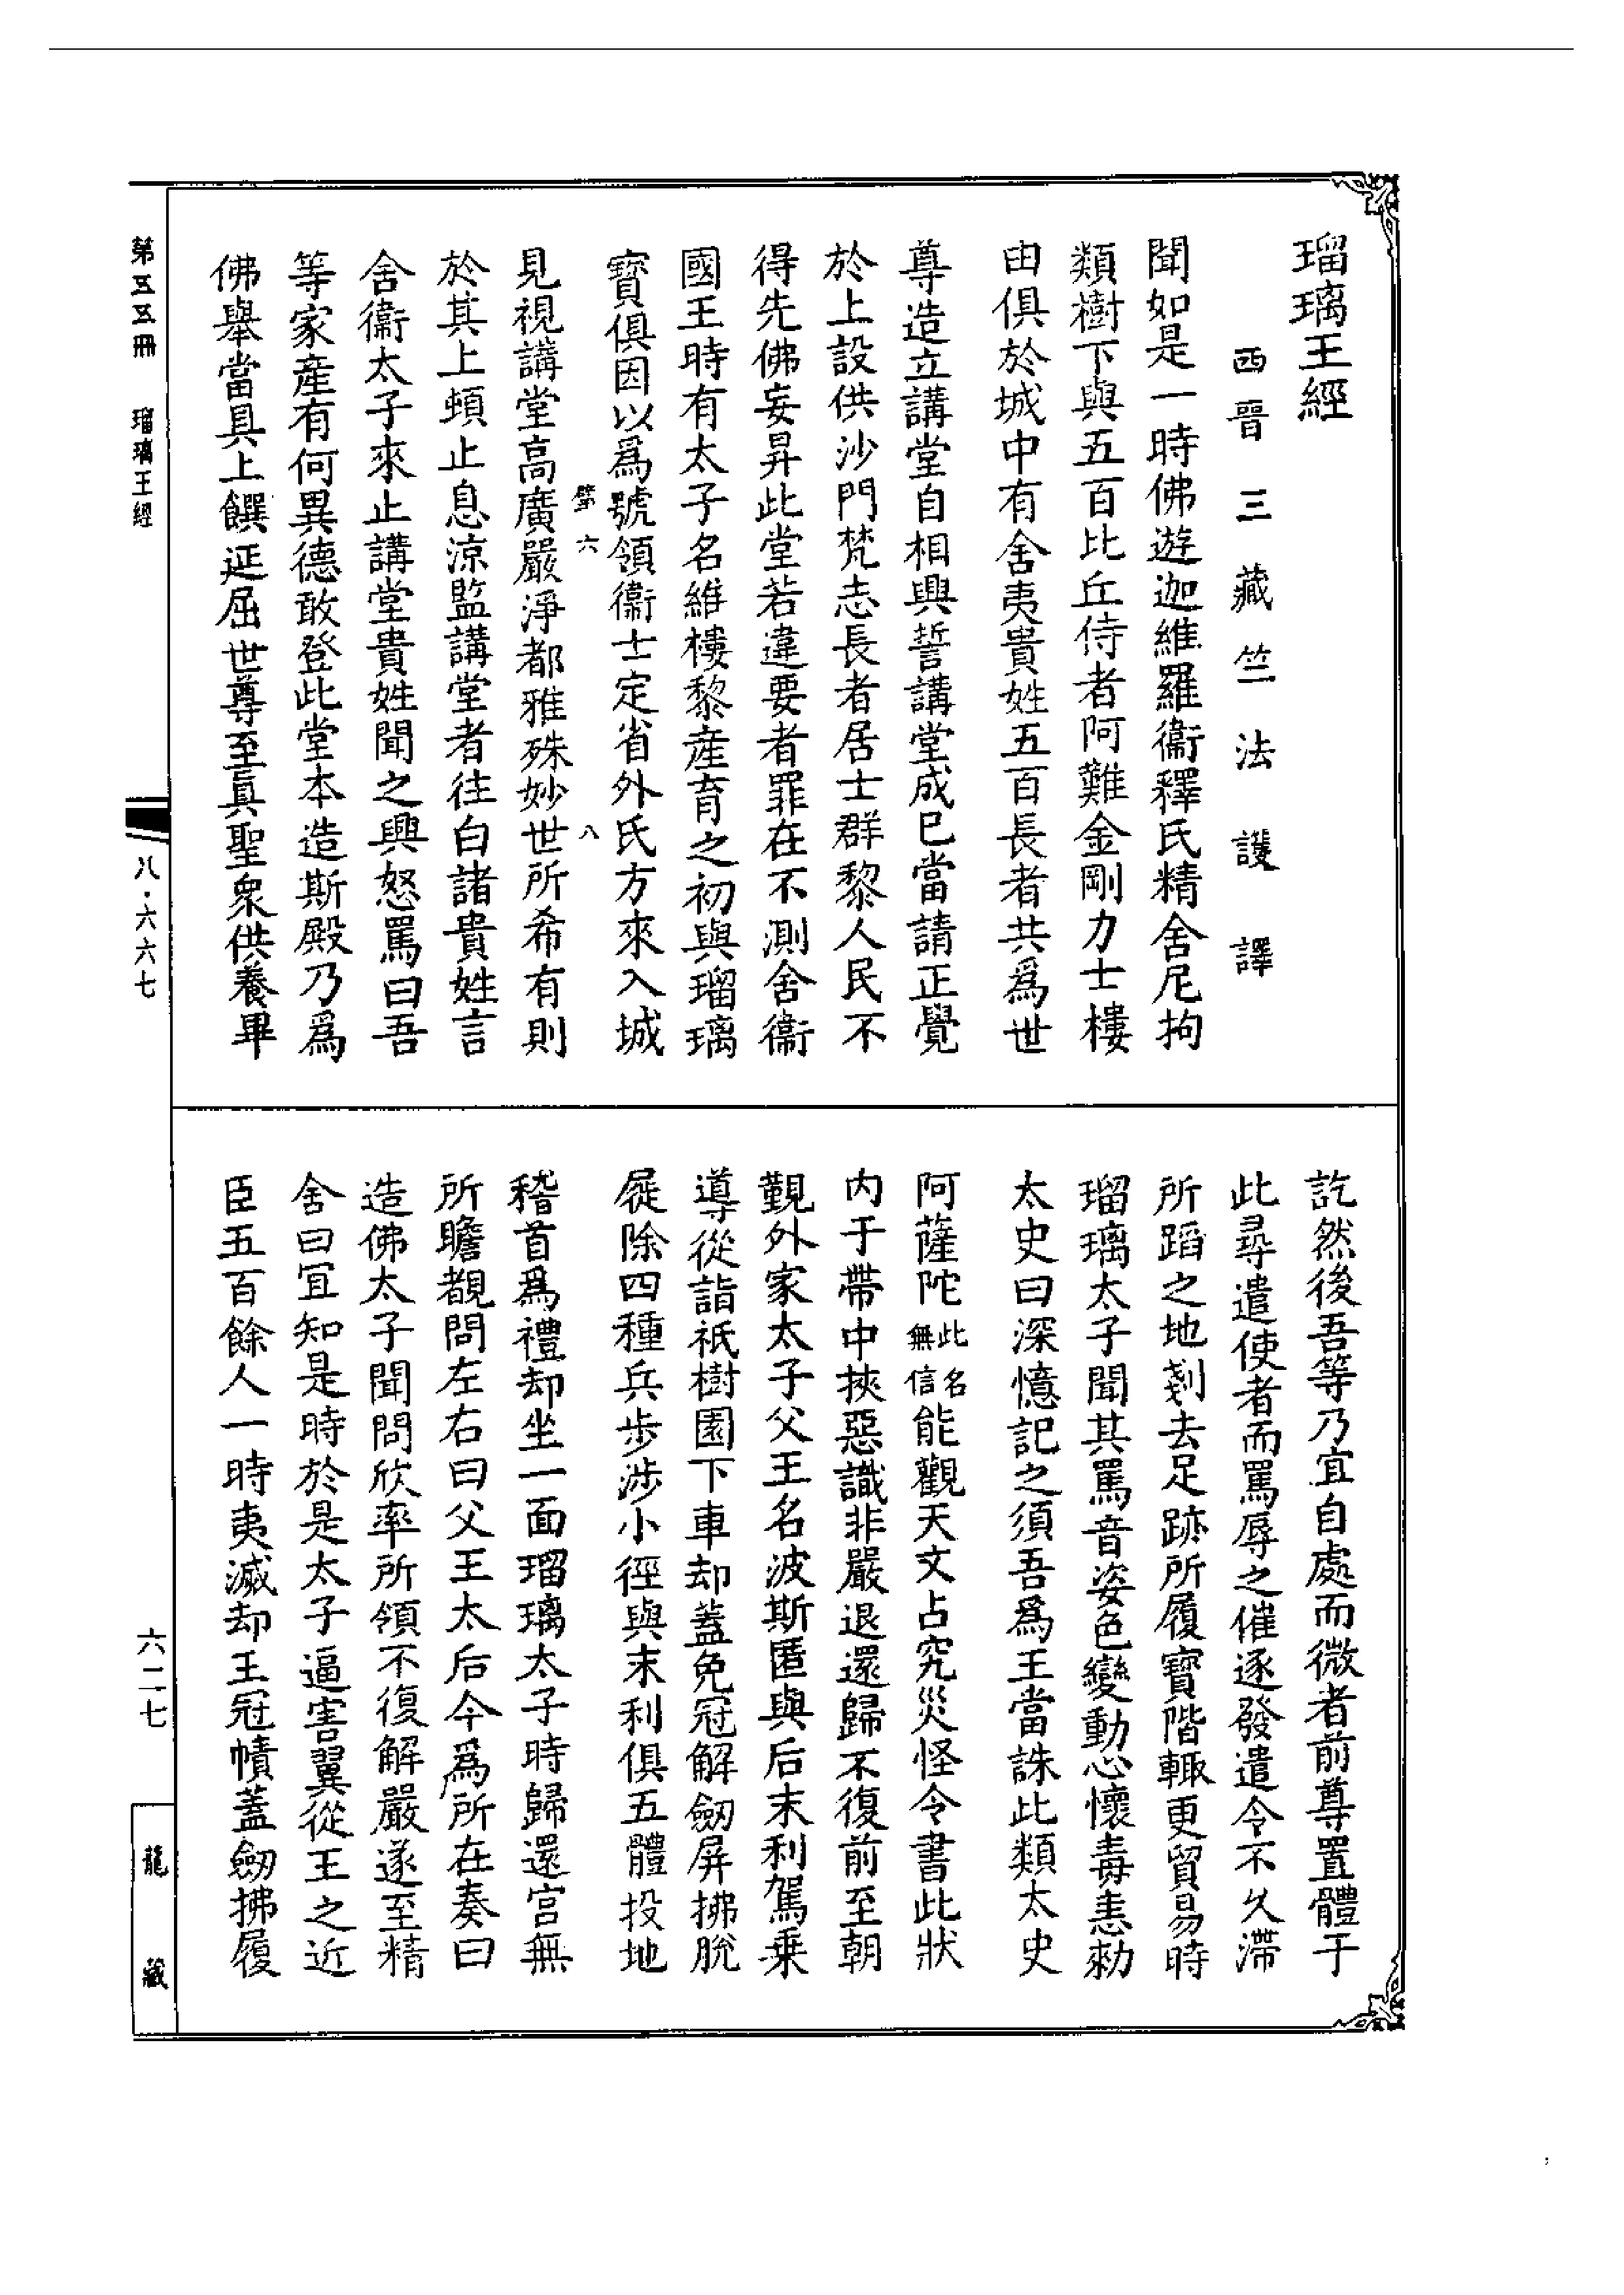 瑠璃王經
西晉三藏竺法護譯
聞如是一時佛遊迦維羅衞釋氏精舍尼拘
類樹下與五百比丘侍者阿難金剛力士樓
由俱於城中有舍夷貴姓五百長者共爲世
尊造立講堂自相與誓講堂成已當請正覺
於上設供沙門梵志長者居士群黎人民不
得先佛妄昇此堂若違要者罪在不測舍衞
國王時有太子名維樓黎産育之初與瑠璃
寶俱因以爲號領衞士定省外氏方來入城
第六 八
見視講堂高廣嚴淨都雅殊妙世所希有則
於其上頓止息涼監講堂者往白諸貴姓言
舍衞太子來止講堂貴姓聞之興怒罵曰吾
等家産有何異德敢登此堂本造斯殿乃爲
佛舉當具上饌延屈世尊至眞聖衆供養畢
訖然後吾等乃宜自處而微者前尊置體于
此尋遣使者而罵辱之催逐發遣令不久滯
所蹈之地剗去足跡所履寶階輙更貿易時
瑠璃太子聞其罵音姿色變動心懷毒恚勑
太史曰深憶記之須吾爲王當誅此類太史
阿薩陀此名無信能觀天文占究災怪令書此狀
内于帶中挾惡識非嚴退還歸不復前至朝
覲外家太子父王名波斯匿與后末利駕乗
導從詣祇樹園下車却蓋免冠解劒屏拂脫
屣除四種兵步涉小徑與末利俱五體投地
稽首爲禮却坐一面瑠璃太子時歸還宮無
所瞻覩問左右曰父王太后今爲所在奏曰
造佛太子聞問欣率所領不復解嚴遂至精
舍曰宜知是時於是太子逼害翼從王之近
臣五百餘人一時夷滅却王冠幘蓋劒拂履
第五五冊 瑠璃王經
八·六六七
六二七
龍藏